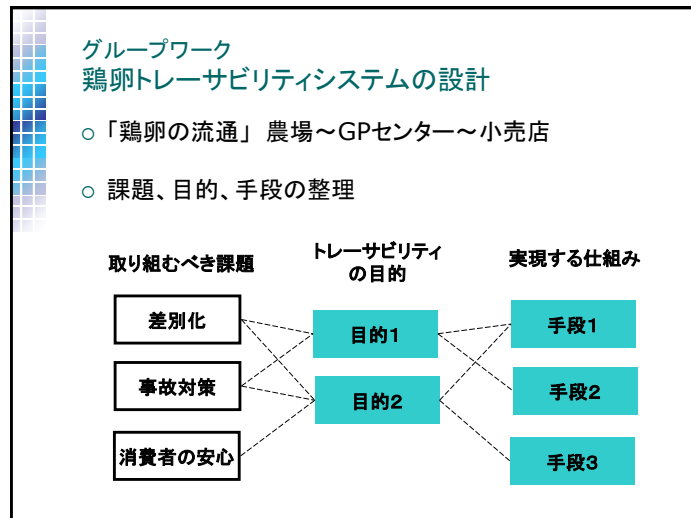 グループワーク
鶏卵トレーサビリティシステムの設計
「鶏卵の流通」 農場～GPセンター～小売店
課題、目的、手段の整理
取り組むべき課題
トレーサビリティ
の目的
実現する仕組み
差別化
目的1
手段1
事故対策
目的2
手段2
消費者の安心
手段3